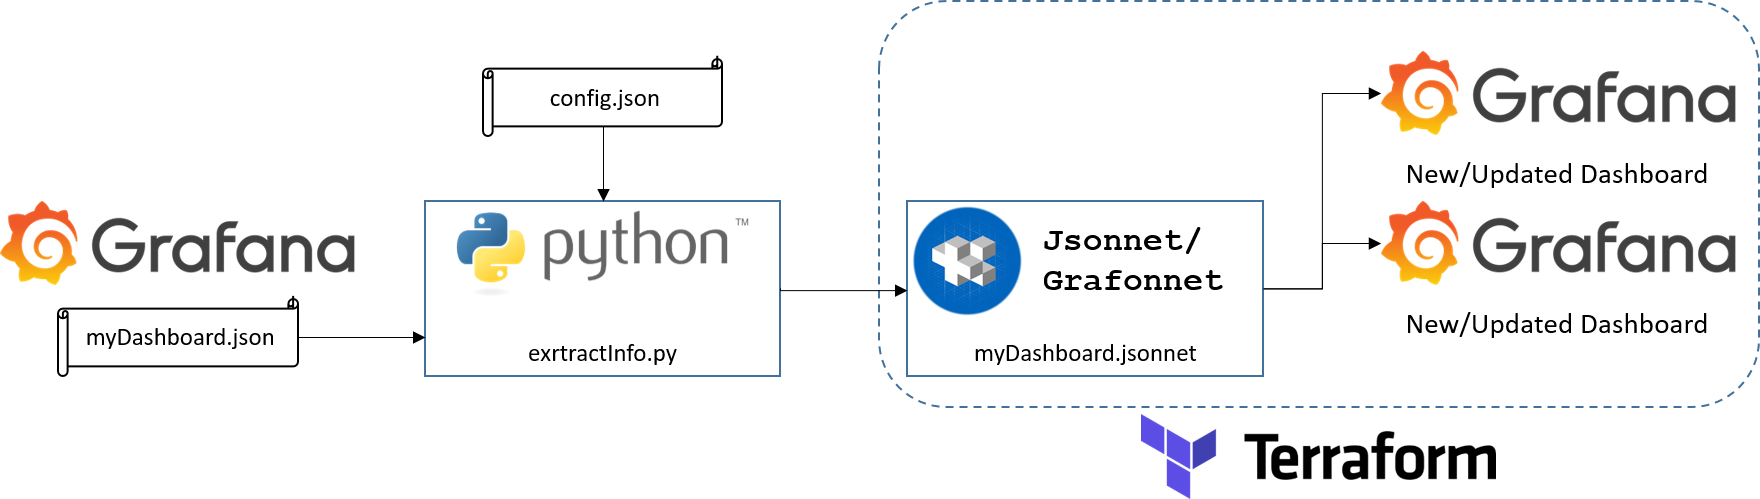 config.json
Grafana
myDashboard.json
python™
exrtractInfo.py
Jsonnet/
Grafonnet
myDashboard.jsonnet
Grafana
New/Updated Dashboard
Grafana
New/Updated Dashboard
Terraform